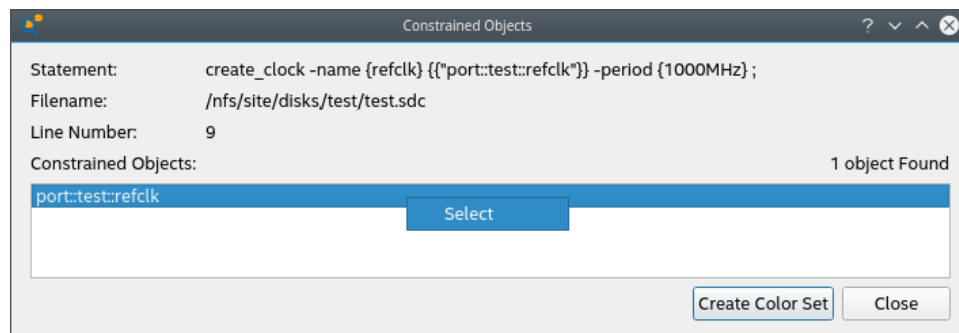 Constrained Objects
Statement: create_clock -name {refclk} {{"port::test::refclk"}} -period {1000MHz} ;
Filename: /nfs/site/disks/test/test.sdc
Line Number: 9
Constrained Objects: 1 object Found
port::test::refclk
Select
Create Color Set Close